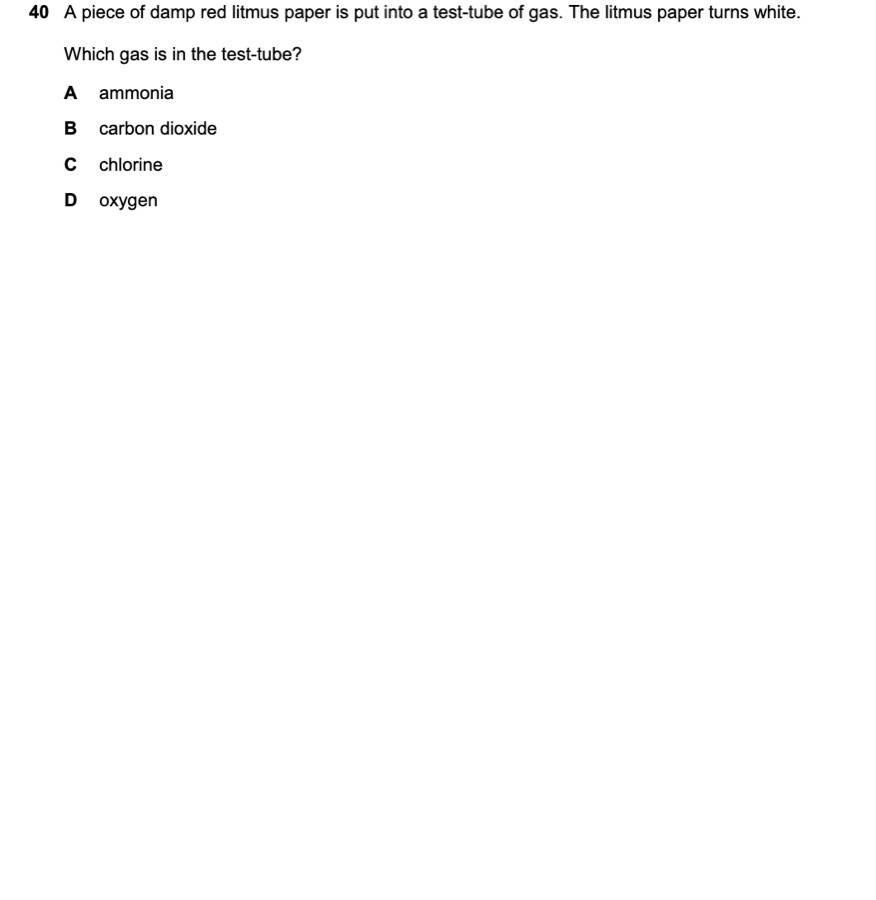 40 A piece of damp red litmus paper is put into a test-tube of gas. The litmus paper turns white.
Which gas is in the test-tube?
A ammonia
B carbon dioxide
C chlorine
D oxygen